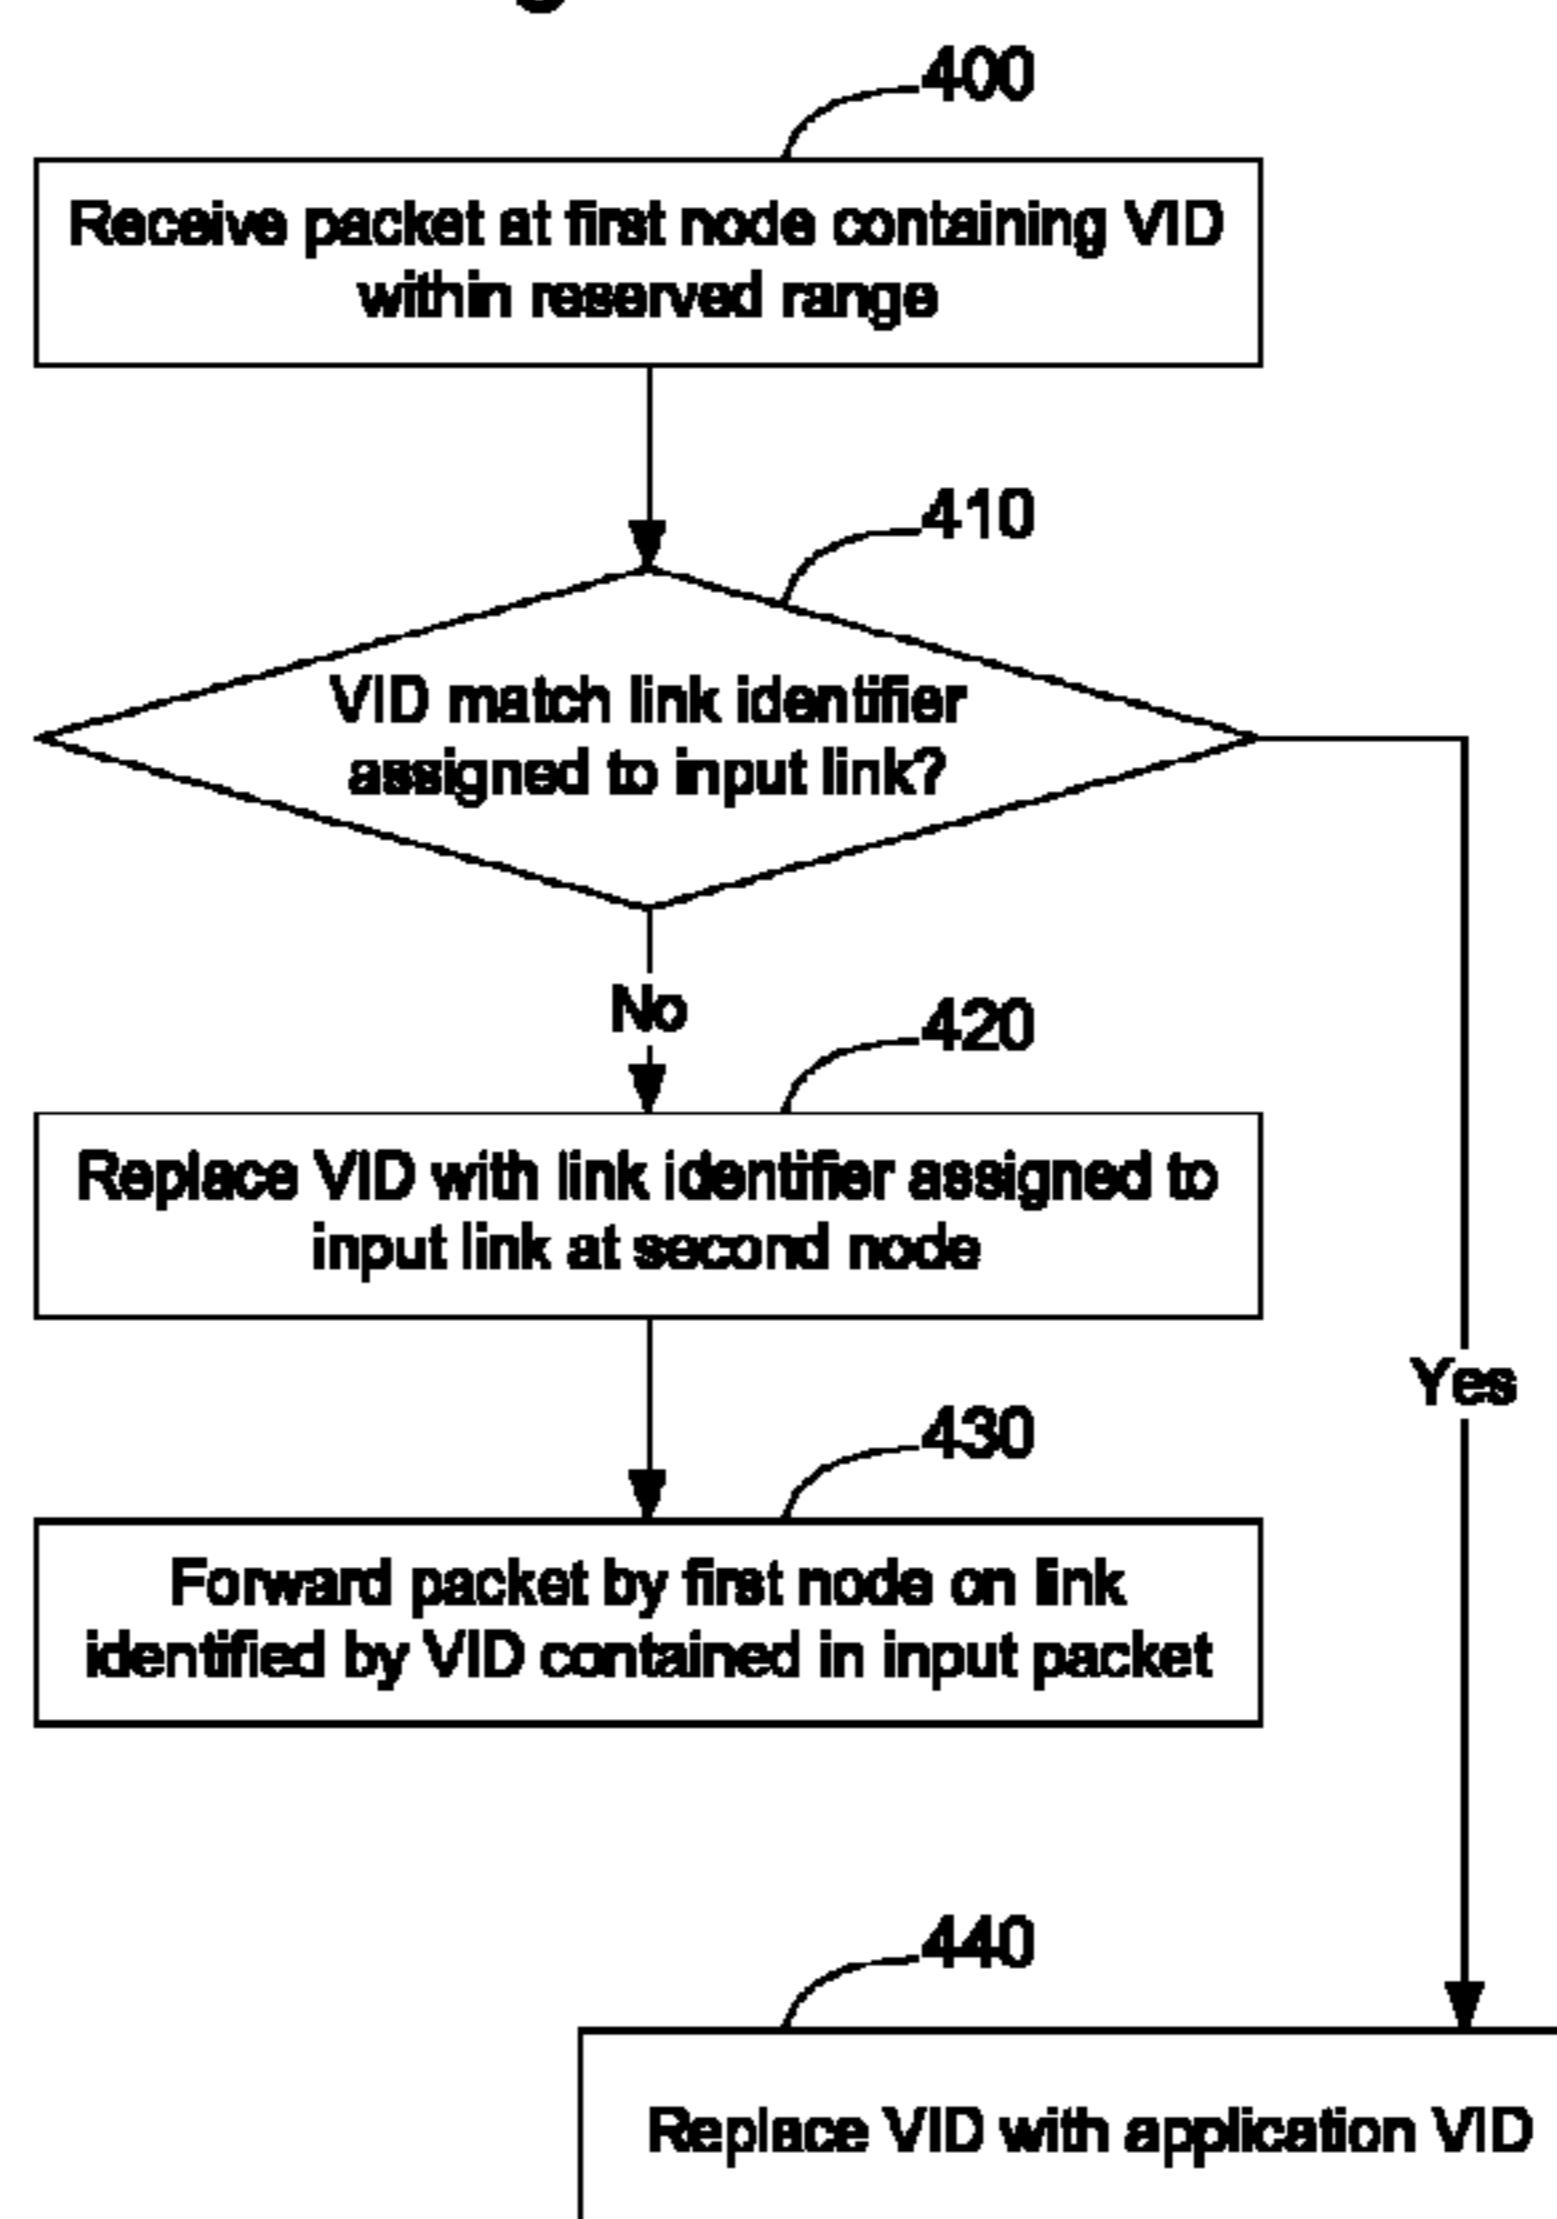 400
Receive packet at first node containing VID
within reserved range
410
VID match link identifier
assigned to input link?
No
420
Replace VID with link identifier assigned to
input link at second node
Yes
430
Forward packet by first node on link
identified by VID contained in input packet
440
Replace VID with application VID